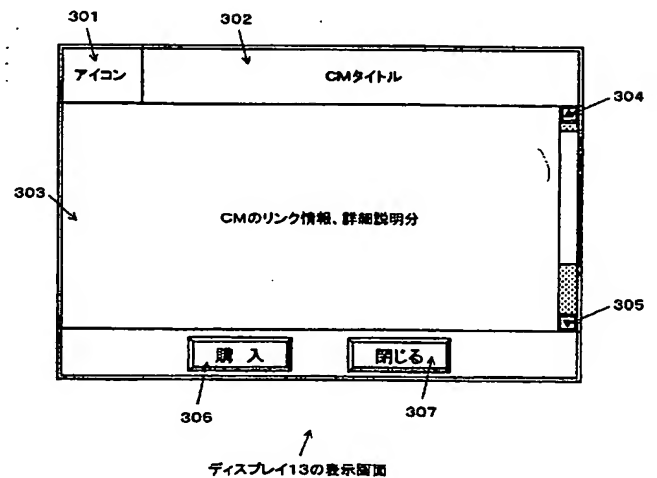 301
302
アイコン
CMタイトル
304
303
CMのリンク情報、詳細説明分
305
購 入
閉じる
306
307
ディスプレイ13の表示画面